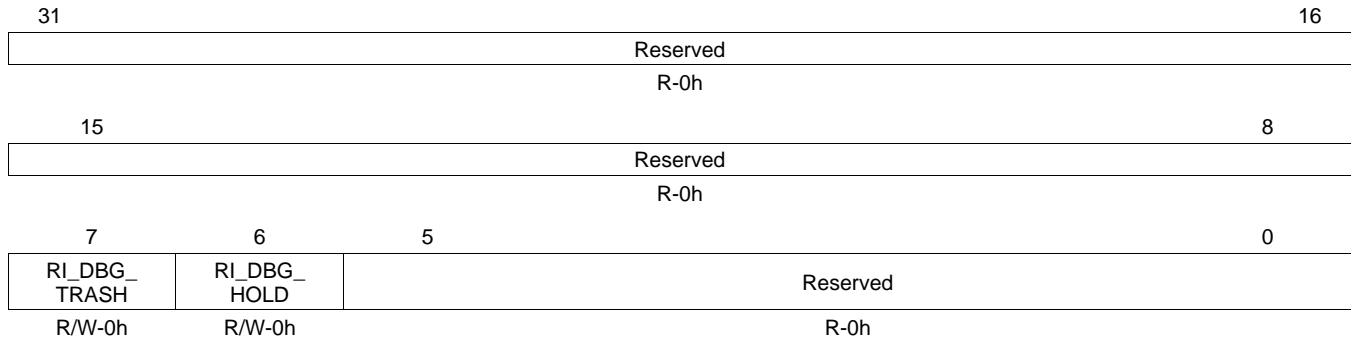 31 16
Reserved
R-0h
15 8
Reserved
R-0h
7 6 5 0
RI_DBG_ RI_DBG_ Reserved
TRASH HOLD
R/W-0h R/W-0h R-0h